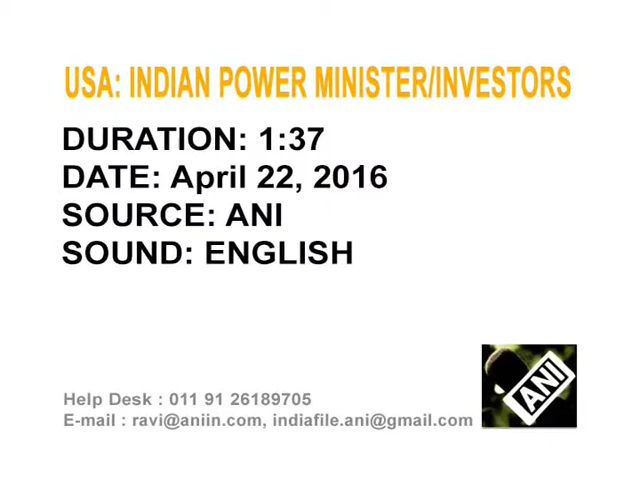 USA: INDIAN POWER MINISTER/INVESTORS
DURATION: 1:37
DATE: April 22, 2016
SOURCE: ANI
SOUND: ENGLISH
ANI
Help Desk : 011 91 26189705
E-mail : ravi@aniin.com, indiafile.ani@gmail.com